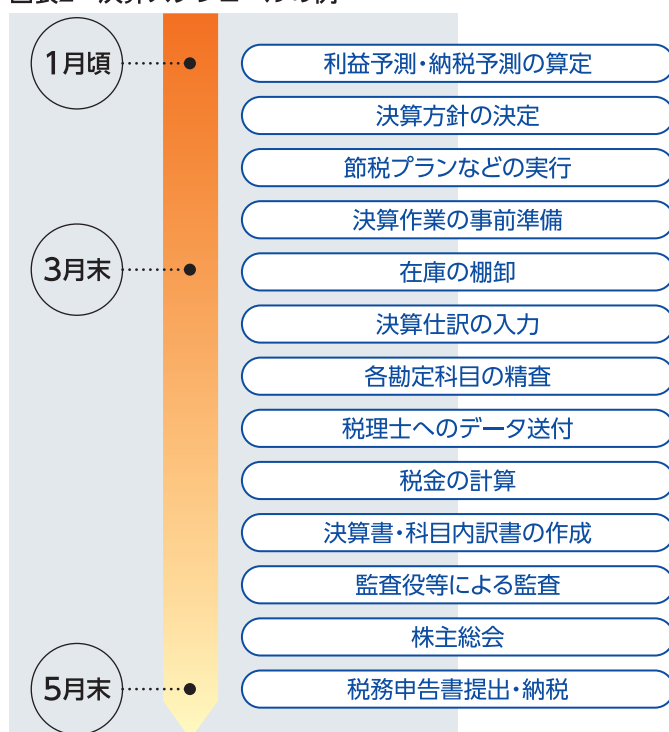 1月頃
利益予測・納税予測の算定
決算方針の決定
節税プランなどの実行
決算作業の事前準備
3月末
在庫の棚卸
決算仕訳の入力
各勘定科目の精査
税理士へのデータ送付
税金の計算
決算書・科目内訳書の作成
監査役等による監査
株主総会
5月末
税務申告書提出・納税